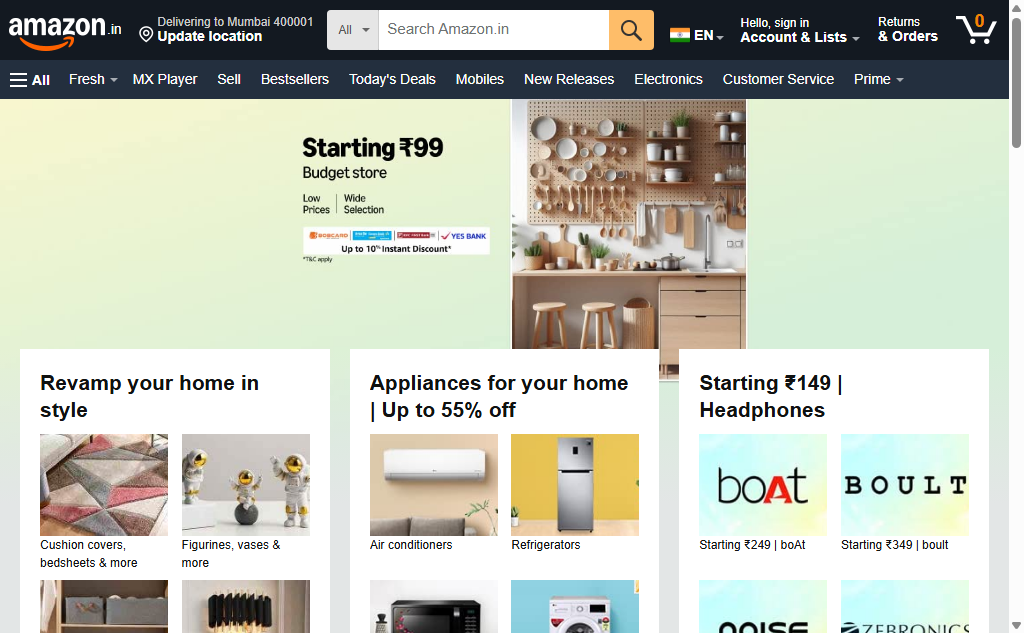 amazon.in
Delivering to Mumbai 400001
Update location
All
Search Amazon.in
EN
Hello, sign in
Account & Lists
Returns
& Orders
0
All
Fresh
MX Player
Sell
Bestsellers
Today's Deals
Mobiles
New Releases
Electronics
Customer Service
Prime
Starting ₹99
Budget store
Low
Prices
Wide
Selection
BOBCARD
YES BANK
Up to 10% Instant Discount*
*T&C apply
Revamp your home in
style
Cushion covers,
bedsheets & more
Figurines, vases &
more
Appliances for your home
| Up to 55% off
Air conditioners
Refrigerators
Starting ₹149 |
Headphones
boAt
BOULT
Starting ₹249 | boAt
Starting ₹349 | boult
noise
ZEBRONICS